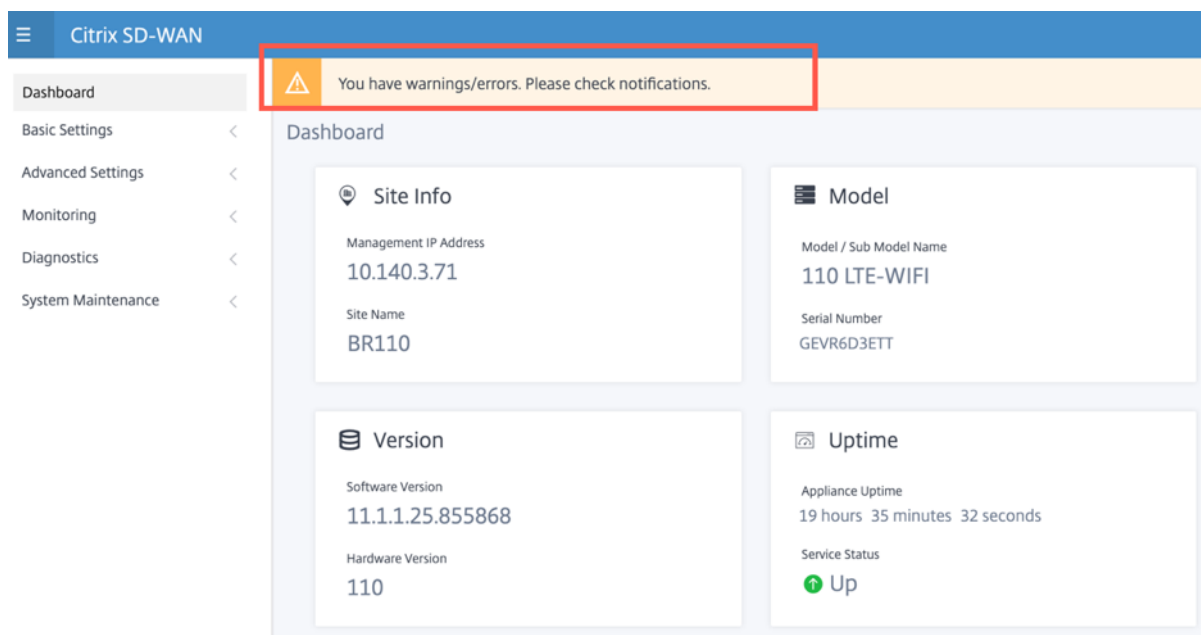 Citrix SD-WAN
You have warnings/errors. Please check notifications.
Dashboard
Basic Settings
Advanced Settings
Monitoring
Diagnostics
System Maintenance
Dashboard
Site Info
Management IP Address
10.140.3.71
Site Name
BR110
Model
Model / Sub Model Name
110 LTE-WIFI
Serial Number
GEVR6D3ETT
Version
Software Version
11.1.1.25.855868
Hardware Version
110
Uptime
Appliance Uptime
19 hours 35 minutes 32 seconds
Service Status
Up